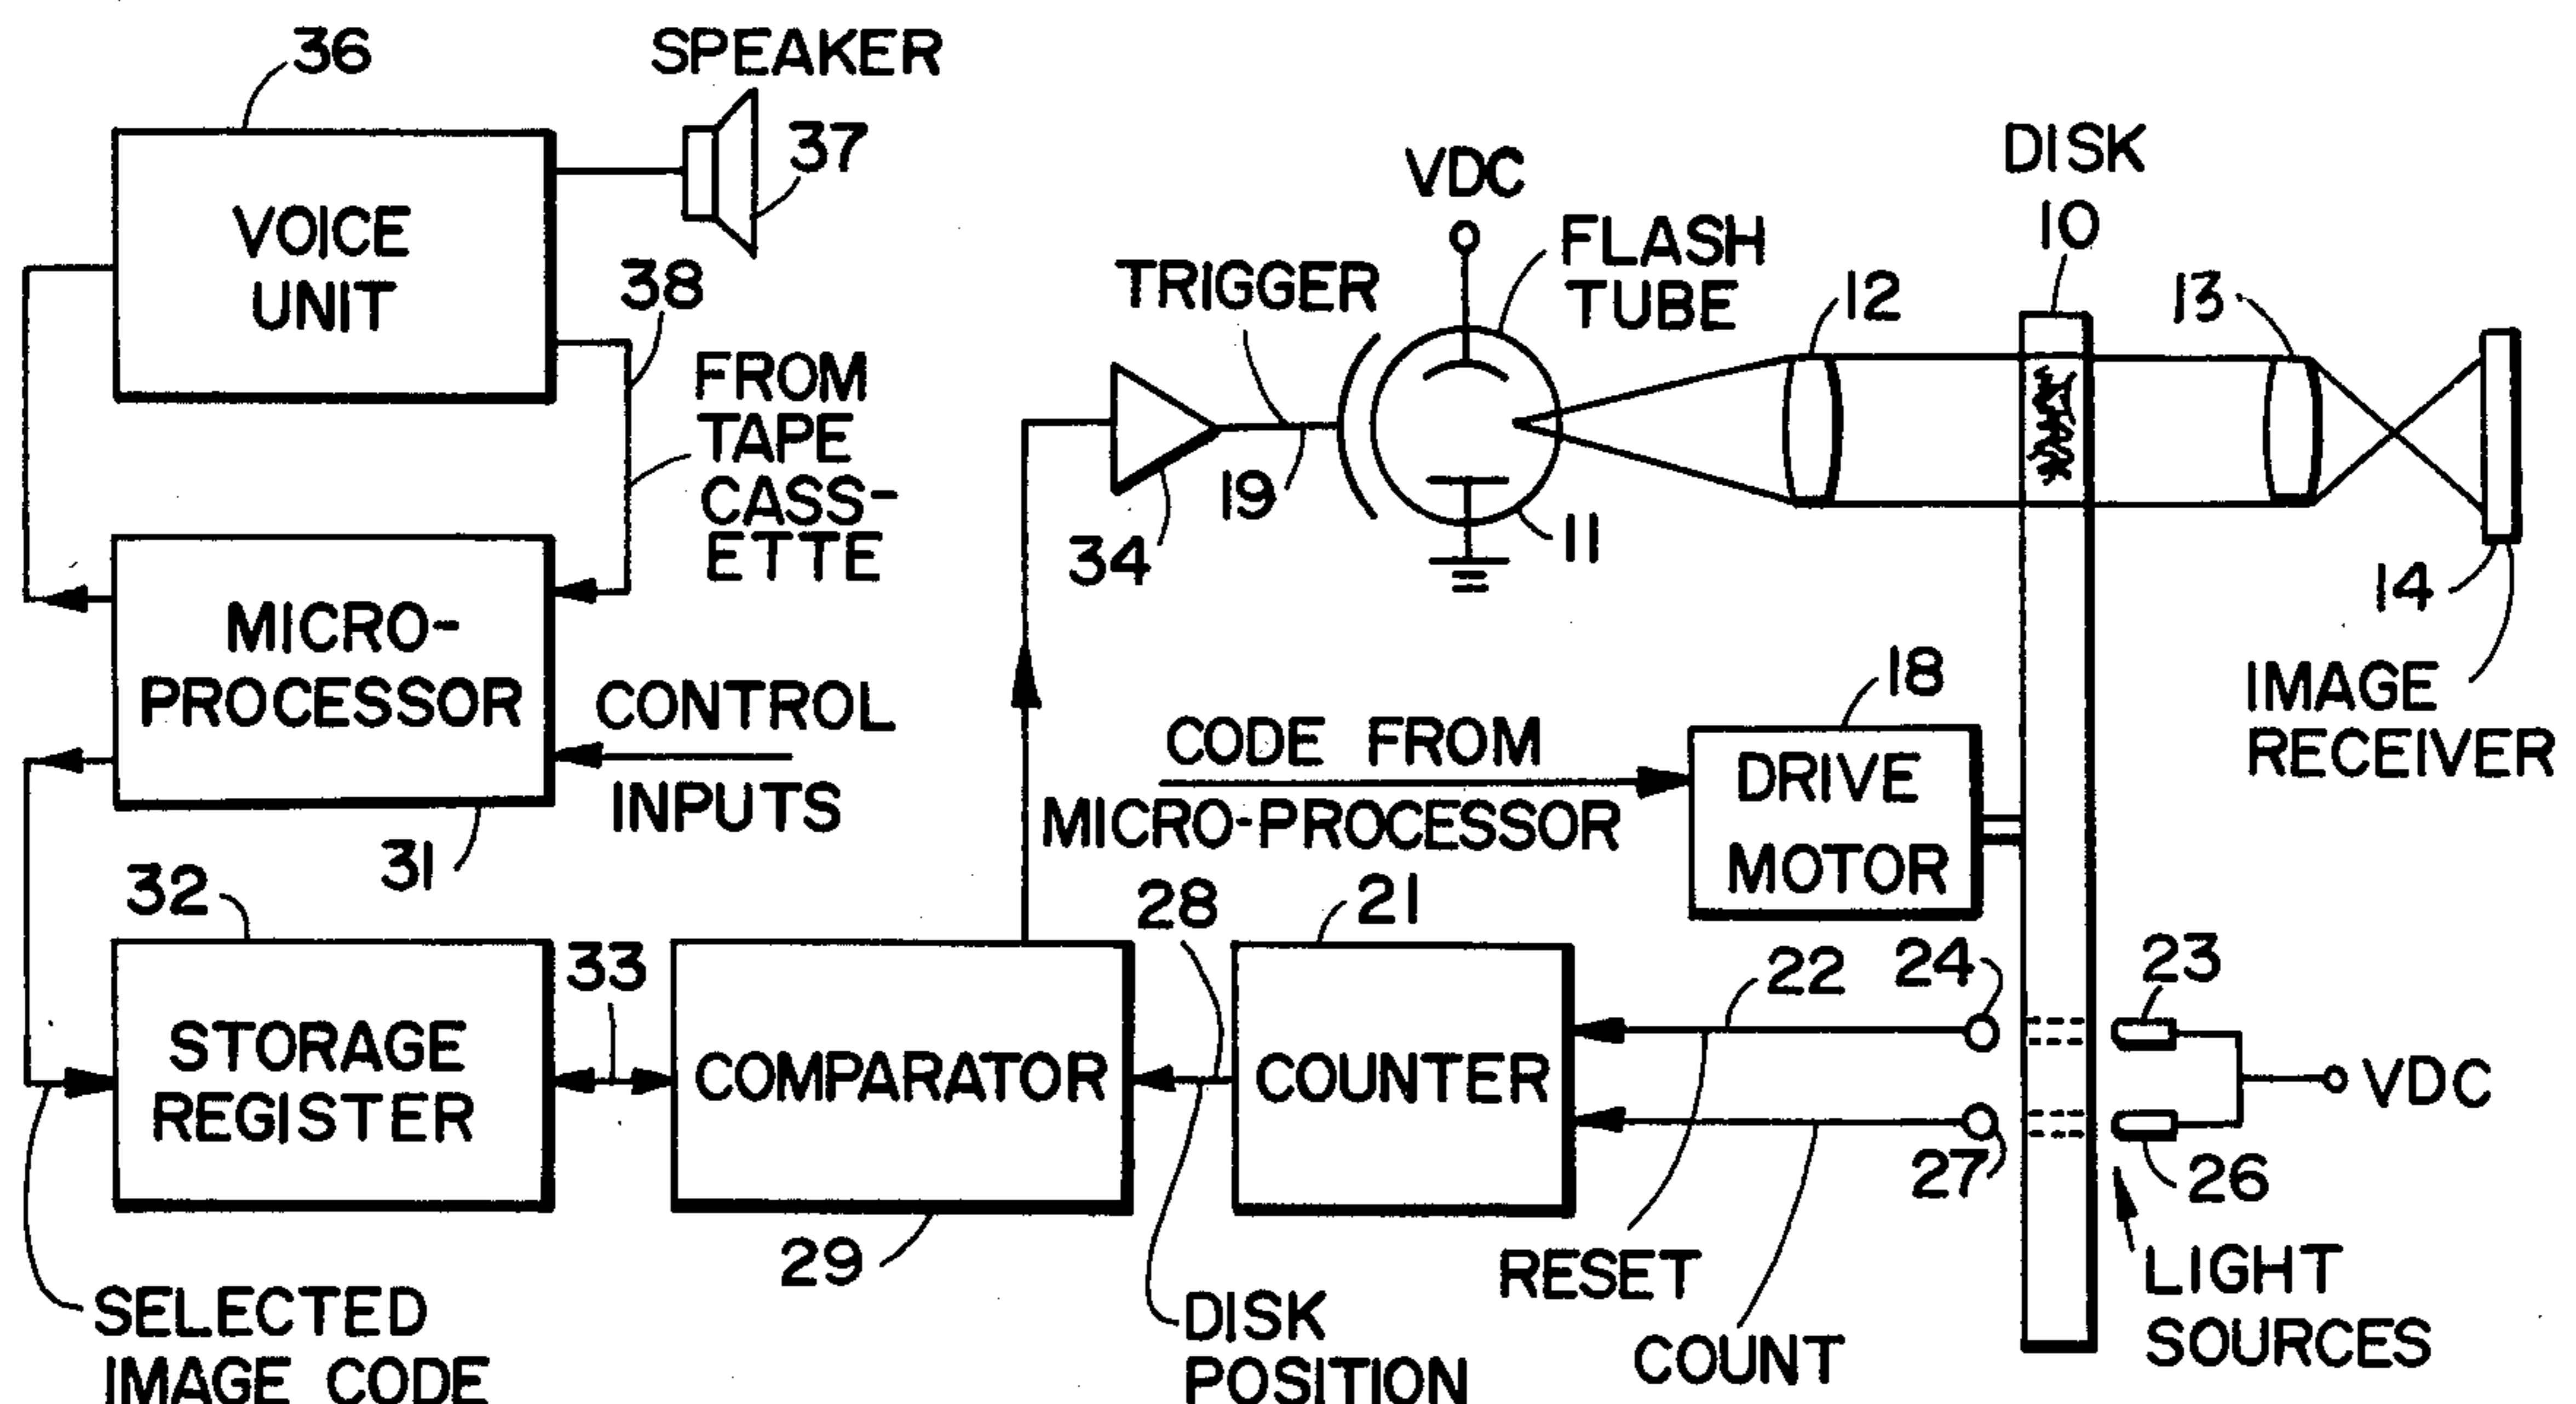 36
SPEAKER
37
VOICE
UNIT
38
FROM
TAPE
CASS-
ETTE
MICRO-
PROCESSOR
CONTROL
INPUTS
31
32
STORAGE
REGISTER
33
SELECTED
IMAGE CODE
COMPARATOR
29
28
DISK
POSITION
21
COUNTER
22
RESET
COUNT
24
27
23
26
VDC
LIGHT
SOURCES
CODE FROM
MICRO-PROCESSOR
18
DRIVE
MOTOR
34
TRIGGER
19
VDC
FLASH
TUBE
11
12
DISK
10
13
14
IMAGE
RECEIVER